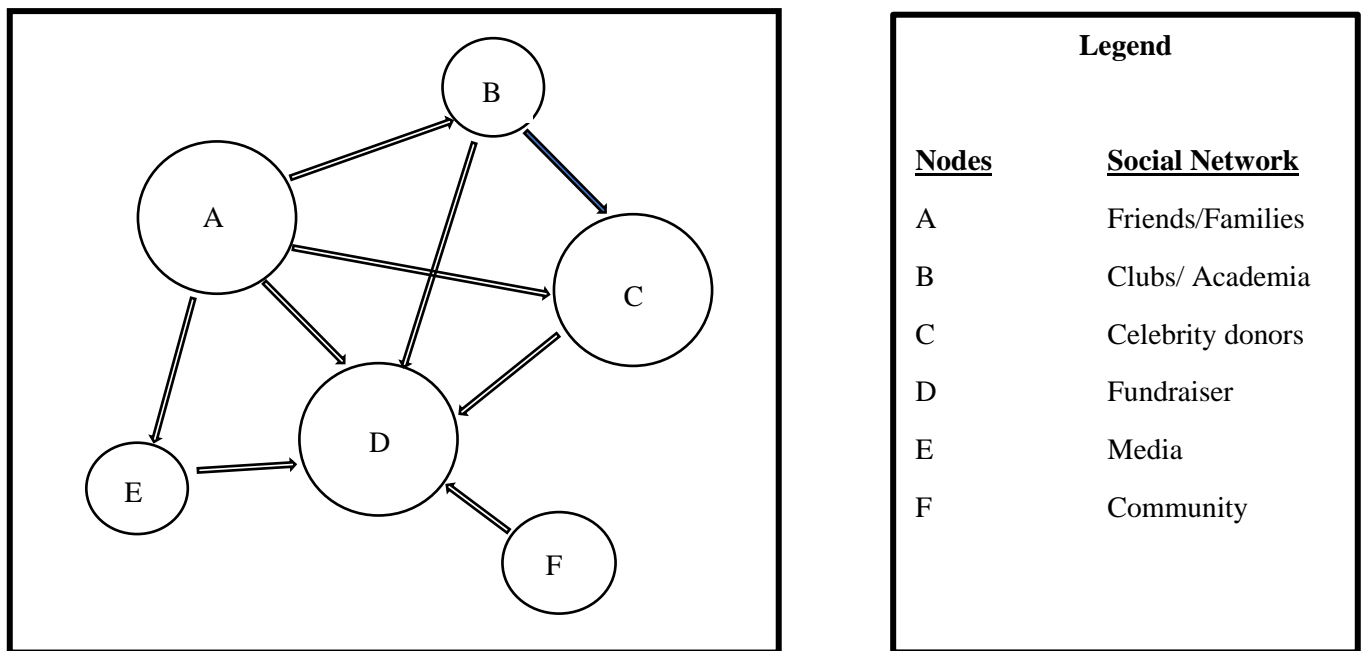 B
A
C
D
E
F
Legend
Nodes Social Network
A Friends/Families
B Clubs/ Academia
C Celebrity donors
D Fundraiser
E Media
F Community